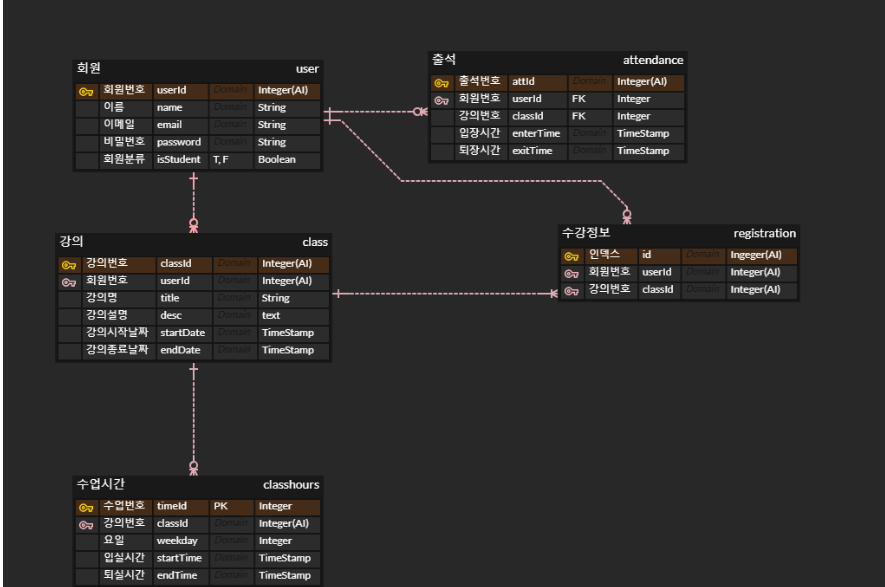 회원 user
회원번호 userId Domain Integer(AI)
이름 name Domain String
이메일 email Domain String
비밀번호 password Domain String
회원분류 isStudent T, F Boolean
출석 attendance
출석번호 attId Domain Integer(AI)
회원번호 userId FK Integer
강의번호 classId FK Integer
입장시간 enterTime Domain TimeStamp
퇴장시간 exitTime Domain TimeStamp
강의 class
강의번호 classId Domain Integer(AI)
회원번호 userId Domain Integer(AI)
강의명 title Domain String
강의설명 desc Domain text
강의시작날짜 startDate Domain TimeStamp
강의종료날짜 endDate Domain TimeStamp
수강정보 registration
인덱스 id Domain Ingeger(AI)
회원번호 userId Domain Integer(AI)
강의번호 classId Domain Integer(AI)
수업시간 classhours
수업번호 timeId PK Integer
강의번호 classId Domain Integer(AI)
요일 weekday Domain Integer
입실시간 startTime Domain TimeStamp
퇴실시간 endTime Domain TimeStamp